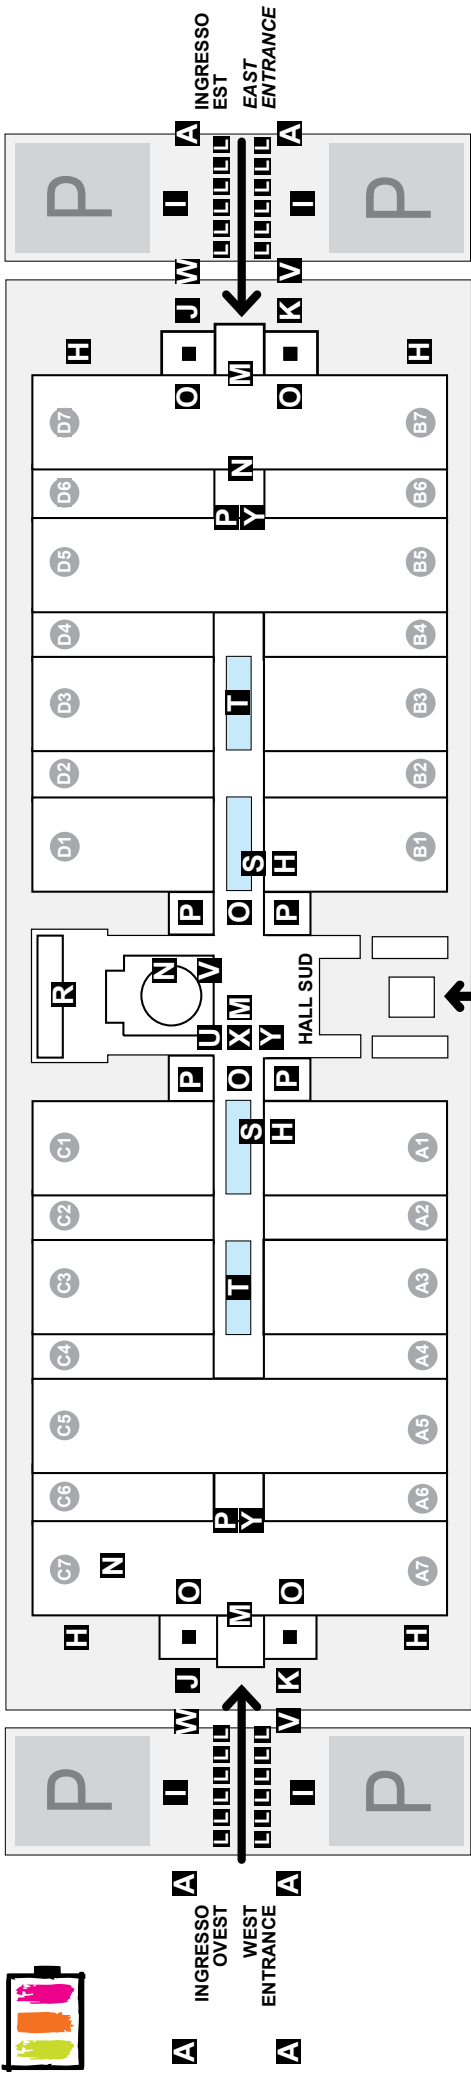 P
P
C7 C6 C5 C4 C3 C2 C1 R D1 D2 D3 D4 D5 D6 D7
H
H
N
I
N
I
A A W J O P P O J W A
INGRESSO
OVEST
WEST
ENTRANCE
INGRESSO
EST
EAST
ENTRANCE
U V
L L L L L L
L L L L L L
P
P
M T O X M O T N M
Y S S Y
L L L L L L
L L L L L L
A A V K O H P Y P H O K V A
I
I
HALL SUD
H
H
A7 A6 A5 A4 A3 A2 A1 B1 B2 B3 B4 B5 B6 B7
P
P